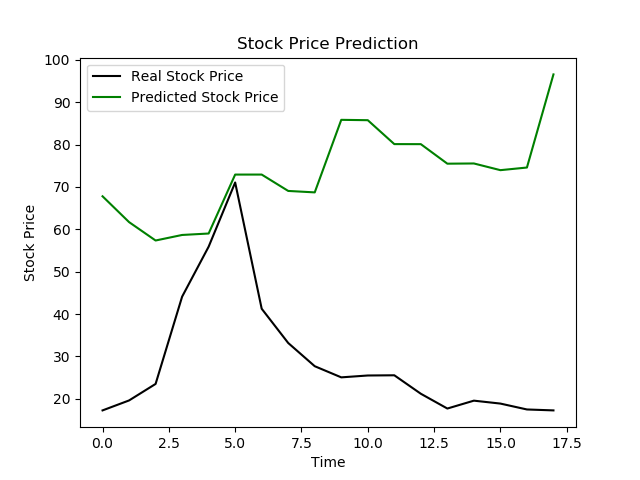 Stock Price Prediction
Real Stock Price
Predicted Stock Price
100
90
80
70
60
50
40
30
20
Stock Price
0.0 2.5 5.0 7.5 10.0 12.5 15.0 17.5
Time